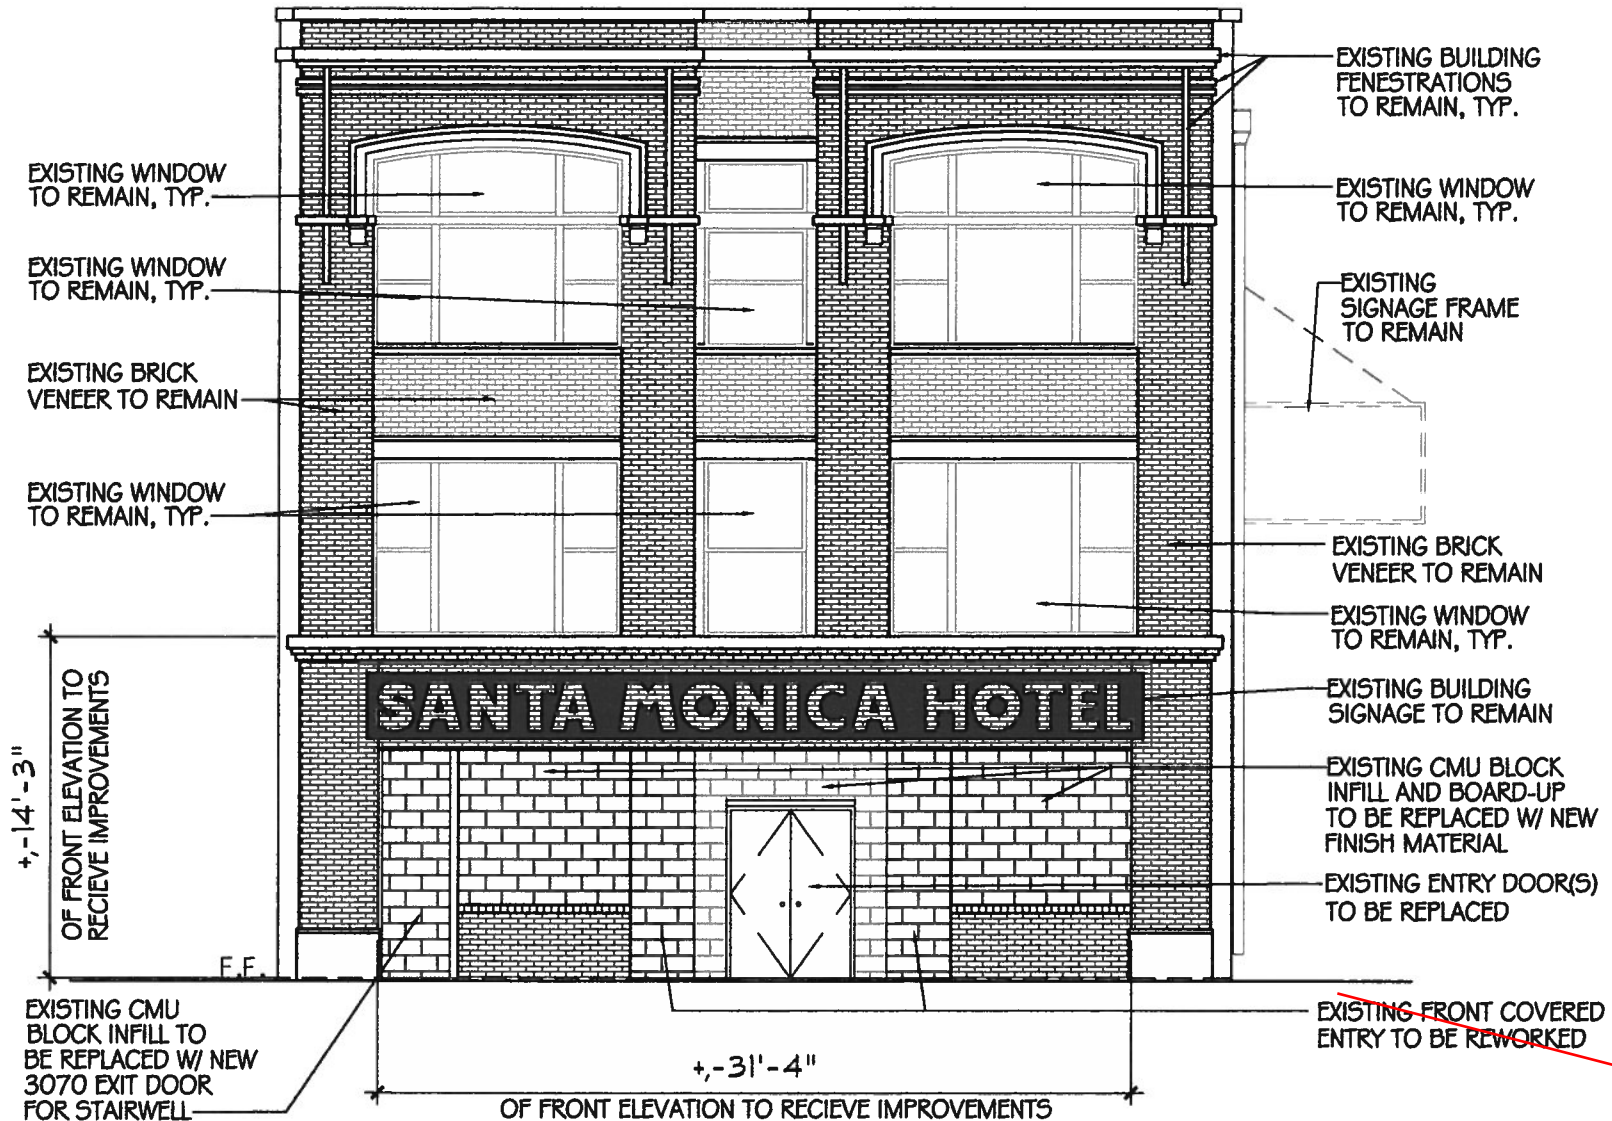 EXISTING WINDOW
TO REMAIN, TYP.
EXISTING WINDOW
TO REMAIN, TYP.
EXISTING BRICK
VENEER TO REMAIN
EXISTING WINDOW
TO REMAIN, TYP.
+,-14'-3"
OF FRONT ELEVATION TO
RECIEVE IMPROVEMENTS
F.F.
EXISTING CMU
BLOCK INFILL TO
BE REPLACED W/ NEW
3070 EXIT DOOR
FOR STAIRWELL
SANTA MONICA HOTEL
+,-31'-4"
OF FRONT ELEVATION TO RECIEVE IMPROVEMENTS
EXISTING BUILDING
FENESTRATIONS
TO REMAIN, TYP.
EXISTING WINDOW
TO REMAIN, TYP.
EXISTING
SIGNAGE FRAME
TO REMAIN
EXISTING BRICK
VENEER TO REMAIN
EXISTING WINDOW
TO REMAIN, TYP.
EXISTING BUILDING
SIGNAGE TO REMAIN
EXISTING CMU BLOCK
INFILL AND BOARD-UP
TO BE REPLACED W/ NEW
FINISH MATERIAL
EXISTING ENTRY DOOR(S)
TO BE REPLACED
EXISTING FRONT COVERED
ENTRY TO BE REWORKED